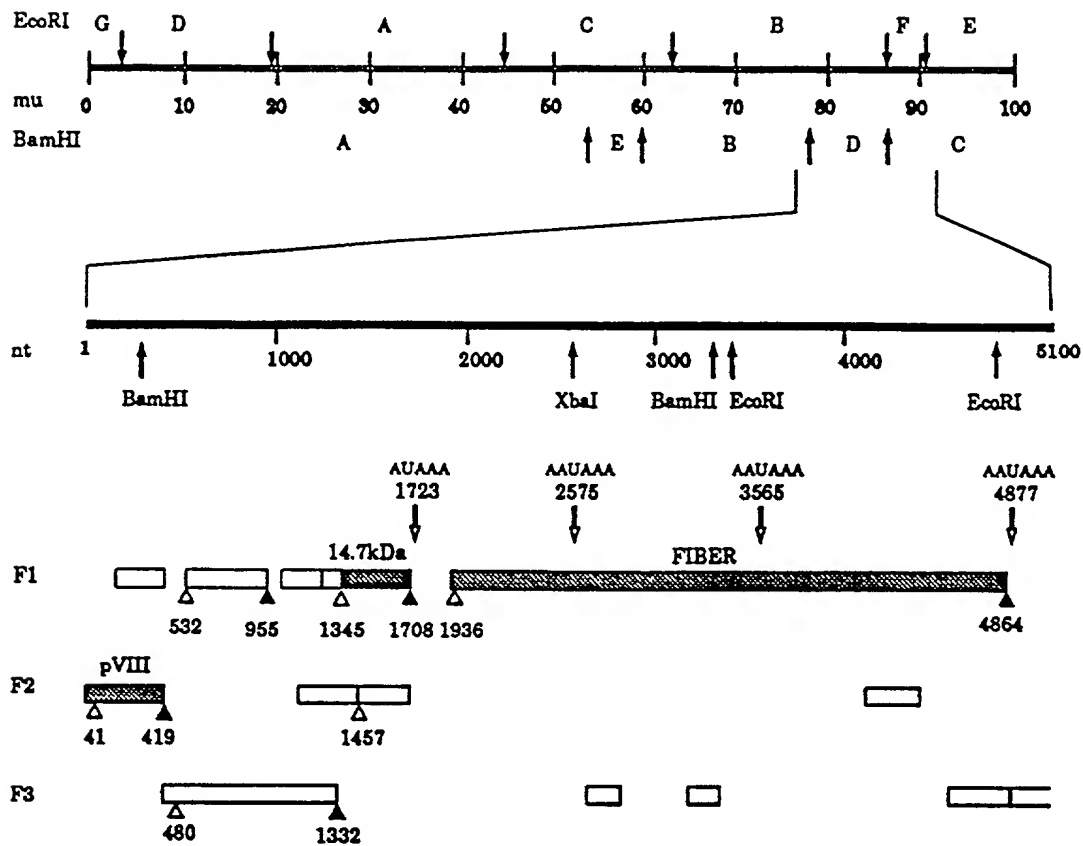 EcoRI G D A C B F E
mu 0 10 20 30 40 50 60 70 80 90 100
BamHI A E B D C
nt 1 1000 2000 3000 4000 5100
BamHI XbaI BamHI EcoRI EcoRI
AUAAA AAUAAA AAUAAA AAUAAA
1723 2575 3565 4877
14.7kDa FIBER
F1
532 955 1345 1708 1936 4864
pVIII
F2
41 419 1457
F3
480 1332